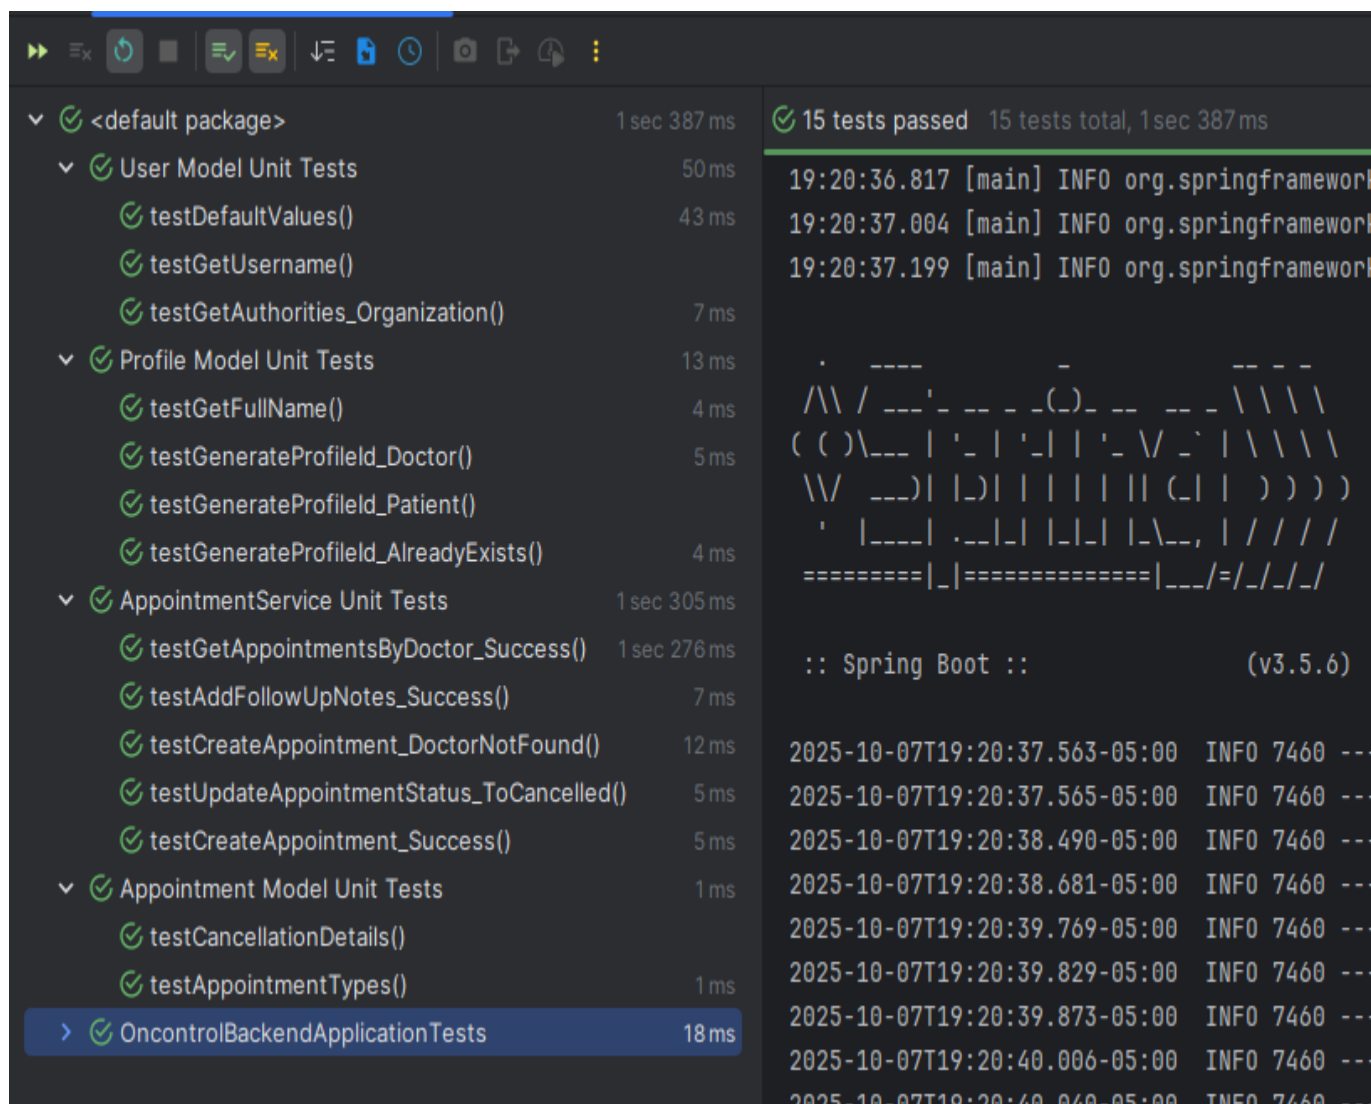 <default package> 1 sec 387 ms
User Model Unit Tests 50 ms
testDefaultValues() 43 ms
testGetUsername()
testGetAuthorities_Organization() 7 ms
Profile Model Unit Tests 13 ms
testGetFullName() 4 ms
testGenerateProfileId_Doctor() 5 ms
testGenerateProfileId_Patient()
testGenerateProfileId_AlreadyExists() 4 ms
AppointmentService Unit Tests 1 sec 305 ms
testGetAppointmentsByDoctor_Success() 1 sec 276 ms
testAddFollowUpNotes_Success() 7 ms
testCreateAppointment_DoctorNotFound() 12 ms
testUpdateAppointmentStatus_ToCancelled() 5 ms
testCreateAppointment_Success() 5 ms
Appointment Model Unit Tests 1 ms
testCancellationDetails()
testAppointmentTypes() 1 ms
OncontrolBackendApplicationTests 18 ms
15 tests passed 15 tests total, 1 sec 387 ms
19:20:36.817 [main] INFO org.springframework
19:20:37.004 [main] INFO org.springframework
19:20:37.199 [main] INFO org.springframework
:: Spring Boot :: (v3.5.6)
2025-10-07T19:20:37.563-05:00 INFO 7460 ---
2025-10-07T19:20:37.565-05:00 INFO 7460 ---
2025-10-07T19:20:38.490-05:00 INFO 7460 ---
2025-10-07T19:20:38.681-05:00 INFO 7460 ---
2025-10-07T19:20:39.769-05:00 INFO 7460 ---
2025-10-07T19:20:39.829-05:00 INFO 7460 ---
2025-10-07T19:20:39.873-05:00 INFO 7460 ---
2025-10-07T19:20:40.006-05:00 INFO 7460 ---
2025-10-07T19:20:40.040-05:00 INFO 7460 ---